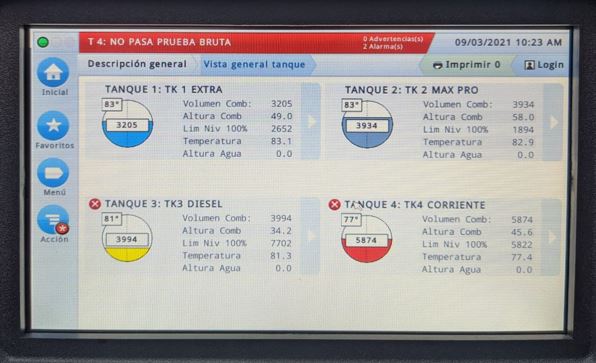 T 4: NO PASA PRUEBA BRUTA
0 Advertencias(s)
2 Alarma(s)
09/03/2021 10:23 AM
Descripción general
Vista general tanque
Imprimir 0
Login
Inicial
Favoritos
Menú
Acción
TANQUE 1: TK 1 EXTRA
83°
3205
Volumen Comb: 3205
Altura Comb 49.0
Lim Niv 100% 2652
Temperatura 83.1
Altura Agua 0.0
TANQUE 2: TK 2 MAX PRO
83°
3934
Volumen Comb: 3934
Altura Comb 58.0
Lim Niv 100% 1894
Temperatura 82.9
Altura Agua 0.0
TANQUE 3: TK3 DIESEL
81°
3994
Volumen Comb: 3994
Altura Comb 34.2
Lim Niv 100% 7702
Temperatura 81.3
Altura Agua 0.0
TANQUE 4: TK4 CORRIENTE
77°
5874
Volumen Comb: 5874
Altura Comb 45.6
Lim Niv 100% 5822
Temperatura 77.4
Altura Agua 0.0